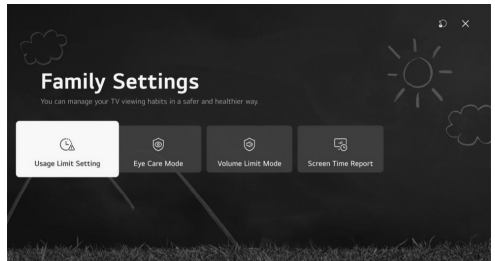 Family Settings
You can manage your TV viewing habits in a safer and healthier way.
Usage Limit Setting
Eye Care Mode
Volume Limit Mode
Screen Time Report